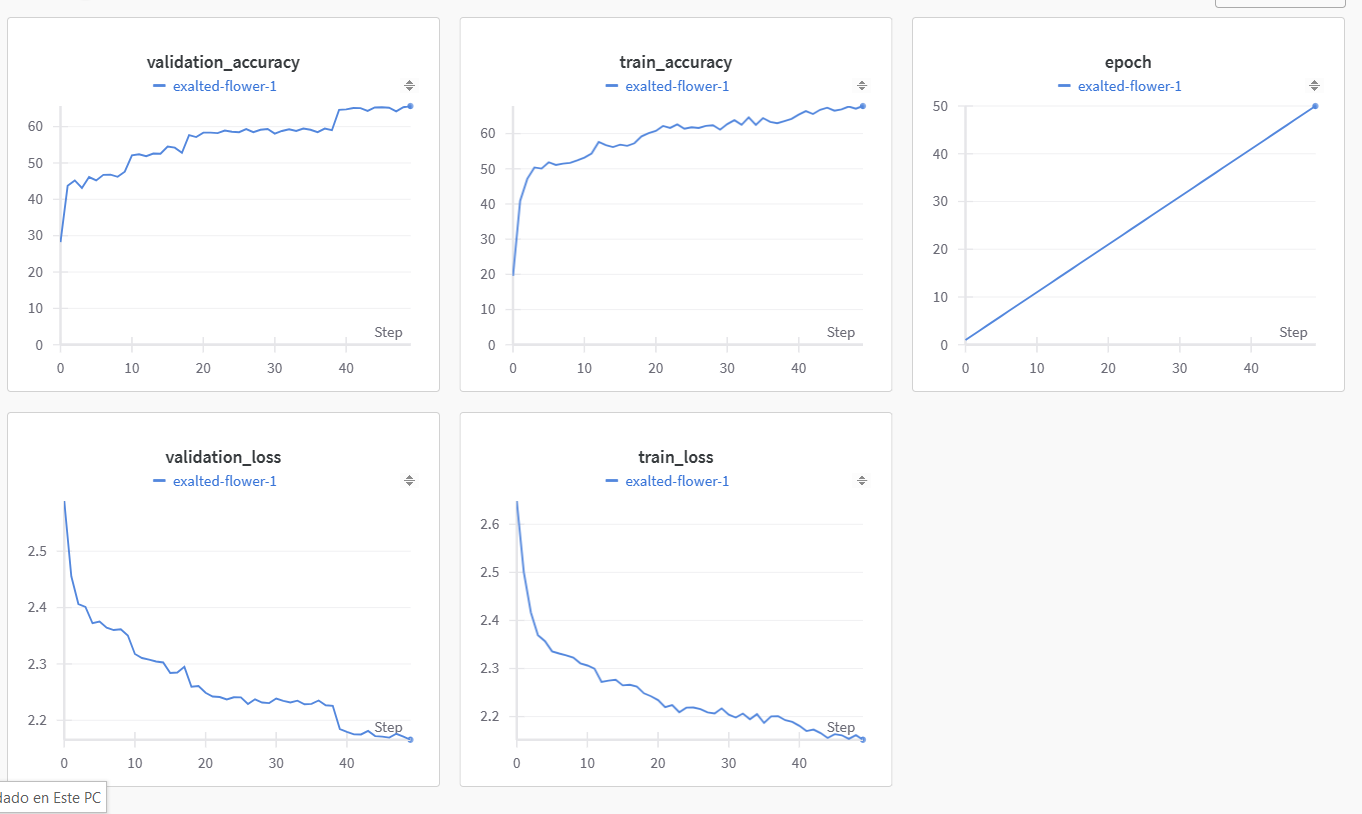 validation_accuracy
exalted-flower-1
60
50
40
30
20
10
0
Step
0 10 20 30 40
train_accuracy
exalted-flower-1
60
50
40
30
20
10
0
Step
0 10 20 30 40
epoch
exalted-flower-1
50
40
30
20
10
0
Step
0 10 20 30 40
validation_loss
exalted-flower-1
2.5
2.4
2.3
2.2
Step
0 10 20 30 40
train_loss
exalted-flower-1
2.6
2.5
2.4
2.3
2.2
Step
0 10 20 30 40
dado en Este PC